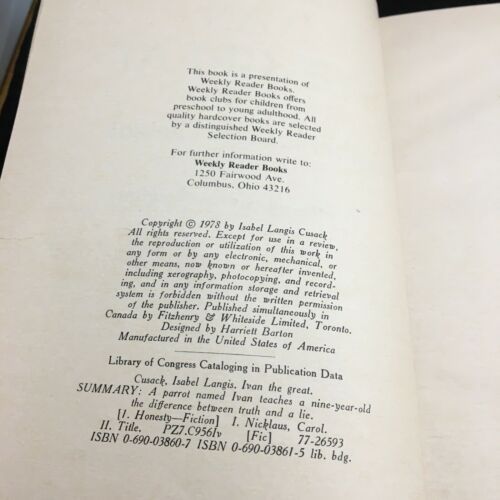 This book is a presentation of
Weekly Reader Books.
Weekly Reader Books offers
book clubs for children from
preschool to young adulthood. All
quality hardcover books are selected
by a distinguished Weekly Reader
Selection Board.
For further information write to:
Weekly Reader Books
1250 Fairwood Ave.
Columbus, Ohio 43216
Copyright © 1978 by Isabel Langis Cusack
All rights reserved. Except for use in a review,
the reproduction or utilization of this work in
any form or by any electronic, mechanical, or
other means, now known or hereafter invented,
including xerography, photocopying, and record-
ing, and in any information storage and retrieval
system is forbidden without the written permission
of the publisher. Published simultaneously in
Canada by Fitzhenry & Whiteside Limited, Toronto.
Designed by Harriett Barton
Manufactured in the United States of America
Library of Congress Cataloging in Publication Data
Cusack, Isabel Langis. Ivan the great.
SUMMARY: A parrot named Ivan teaches a nine-year-old
the difference between truth and a lie.
[1. Honesty—Fiction] I. Nicklaus, Carol.
II. Title. PZ7.C956Iv [Fic] 77-26593
ISBN 0-690-03860-7 ISBN 0-690-03861-5 lib. bdg.